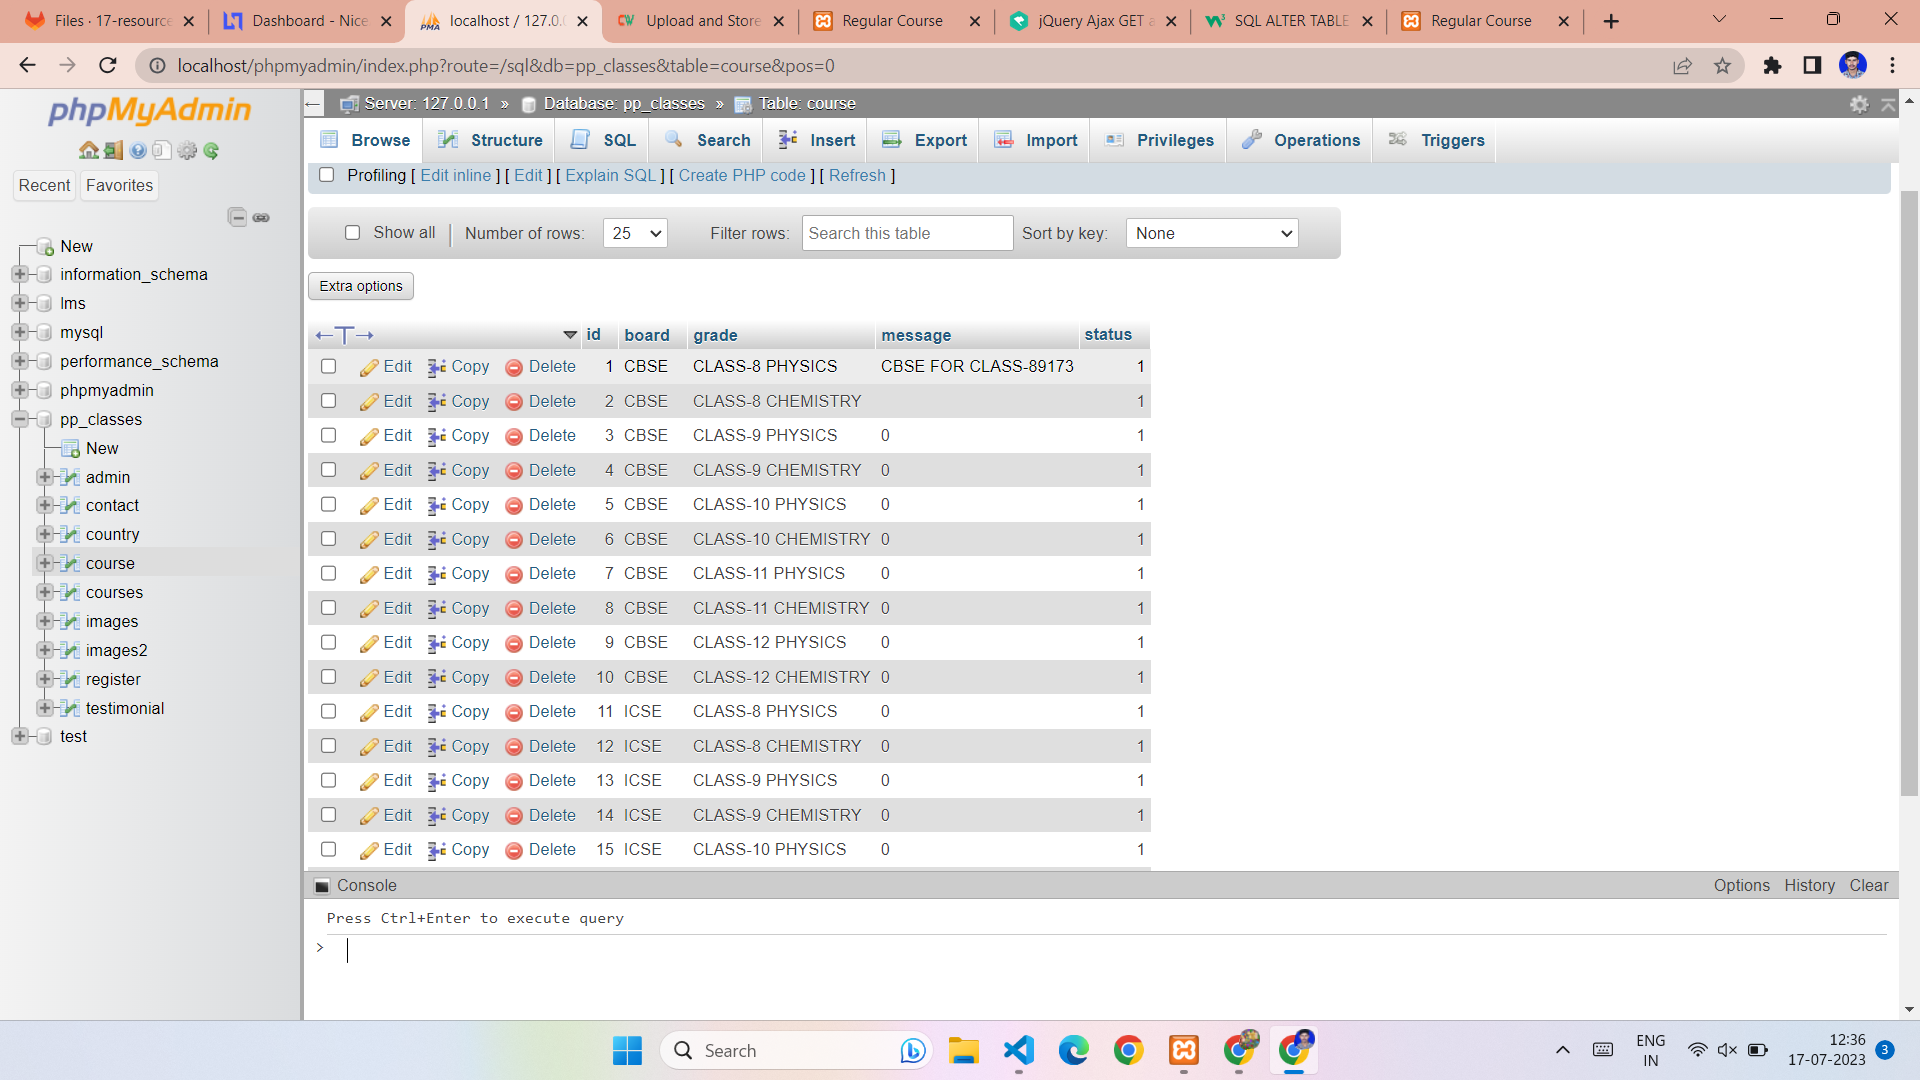 Files · 17-resource
Dashboard - Nice
localhost / 127.0.0
Upload and Store
Regular Course
jQuery Ajax GET a
SQL ALTER TABLE
Regular Course
localhost/phpmyadmin/index.php?route=/sql&db=pp_classes&table=course&pos=0
phpMyAdmin
Recent Favorites
New
information_schema
lms
mysql
performance_schema
phpmyadmin
pp_classes
New
admin
contact
country
course
courses
images
images2
register
testimonial
test
Server: 127.0.0.1 » Database: pp_classes » Table: course
Browse Structure SQL Search Insert Export Import Privileges Operations Triggers
Profiling [ Edit inline ] [ Edit ] [ Explain SQL ] [ Create PHP code ] [ Refresh ]
Show all Number of rows: 25 Filter rows: Search this table Sort by key: None
Extra options
id board grade message status
Edit Copy Delete 1 CBSE CLASS-8 PHYSICS CBSE FOR CLASS-89173 1
Edit Copy Delete 2 CBSE CLASS-8 CHEMISTRY 1
Edit Copy Delete 3 CBSE CLASS-9 PHYSICS 0 1
Edit Copy Delete 4 CBSE CLASS-9 CHEMISTRY 0 1
Edit Copy Delete 5 CBSE CLASS-10 PHYSICS 0 1
Edit Copy Delete 6 CBSE CLASS-10 CHEMISTRY 0 1
Edit Copy Delete 7 CBSE CLASS-11 PHYSICS 0 1
Edit Copy Delete 8 CBSE CLASS-11 CHEMISTRY 0 1
Edit Copy Delete 9 CBSE CLASS-12 PHYSICS 0 1
Edit Copy Delete 10 CBSE CLASS-12 CHEMISTRY 0 1
Edit Copy Delete 11 ICSE CLASS-8 PHYSICS 0 1
Edit Copy Delete 12 ICSE CLASS-8 CHEMISTRY 0 1
Edit Copy Delete 13 ICSE CLASS-9 PHYSICS 0 1
Edit Copy Delete 14 ICSE CLASS-9 CHEMISTRY 0 1
Edit Copy Delete 15 ICSE CLASS-10 PHYSICS 0 1
Console Options History Clear
Press Ctrl+Enter to execute query
>
Search
ENG
IN
12:36
17-07-2023
3